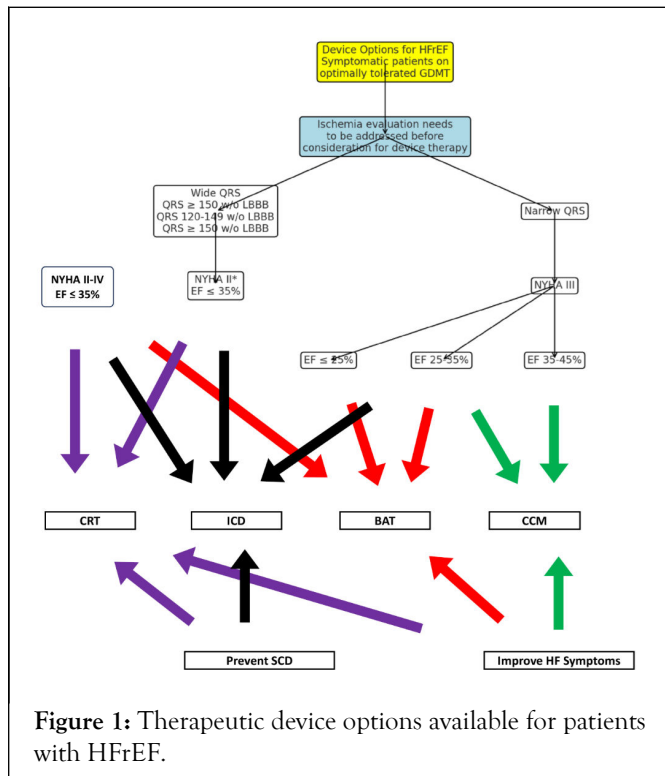 Device Options for HFrEF
Symptomatic patients on
optimally tolerated GDMT
Ischemia evaluation needs
to be addressed before
consideration for device therapy
Wide QRS
QRS ≥ 150 w/o LBBB
QRS 120-149 w/o LBBB
QRS ≥ 150 w/o LBBB
Narrow QRS
NYHA II-IV
EF ≤ 35%
NYHA II*
EF ≤ 35%
NYHA III
EF ≤ 25%
EF 25-35%
EF 35-45%
CRT
ICD
BAT
CCM
Prevent SCD
Improve HF Symptoms
Figure 1: Therapeutic device options available for patients
with HFrEF.